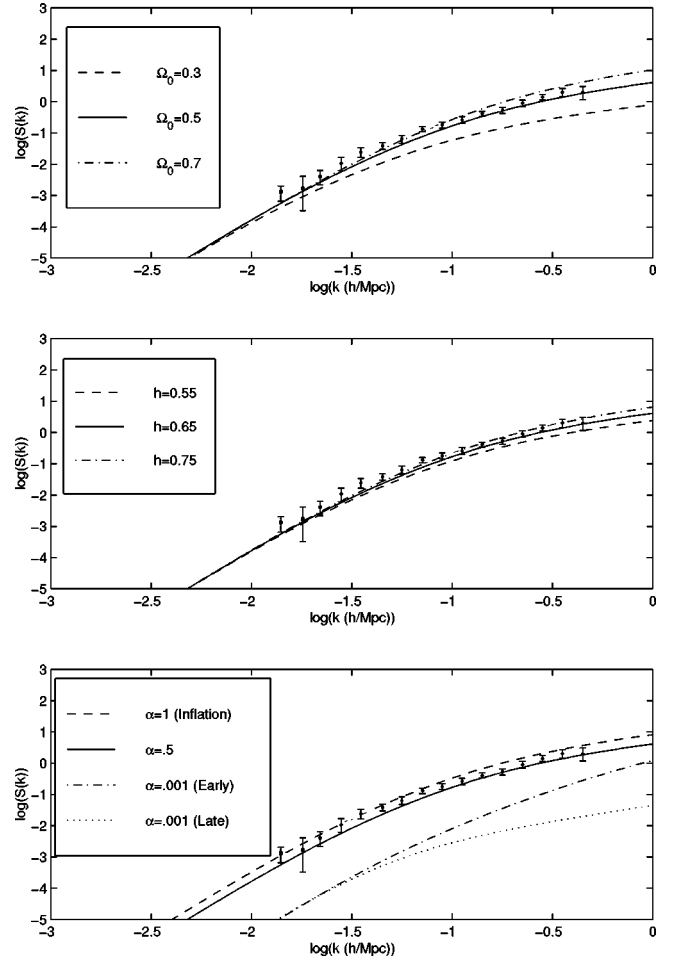 3
2
1
0
−1
−2
−3
−4
−5
log(S(k))
Ω₀=0.3
Ω₀=0.5
Ω₀=0.7
−3 −2.5 −2 −1.5 −1 −0.5 0
log(k (h/Mpc))
3
2
1
0
−1
−2
−3
−4
−5
log(S(k))
h=0.55
h=0.65
h=0.75
−3 −2.5 −2 −1.5 −1 −0.5 0
log(k (h/Mpc))
3
2
1
0
−1
−2
−3
−4
−5
log(S(k))
α=1 (Inflation)
α=.5
α=.001 (Early)
α=.001 (Late)
−3 −2.5 −2 −1.5 −1 −0.5 0
log(k (h/Mpc))